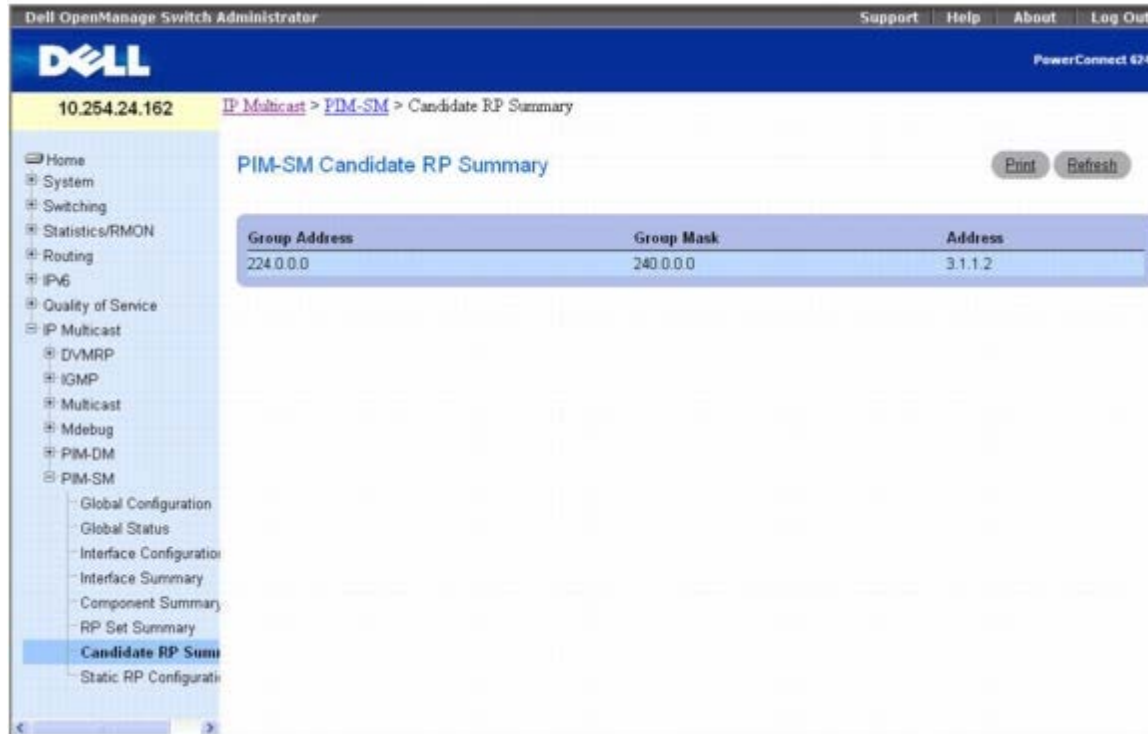 Dell OpenManage Switch Administrator
Support Help About Log Out
DELL
PowerConnect 624
10.254.24.162
IP Multicast > PIM-SM > Candidate RP Summary
Home
System
Switching
Statistics/RMON
Routing
IPv6
Quality of Service
IP Multicast
DVMRP
IGMP
Multicast
Mdebug
PIM-DM
PIM-SM
Global Configuration
Global Status
Interface Configuration
Interface Summary
Component Summary
RP Set Summary
Candidate RP Summ
Static RP Configurati
PIM-SM Candidate RP Summary
Print Refresh
Group Address Group Mask Address
224.0.0.0 240.0.0.0 3.1.1.2